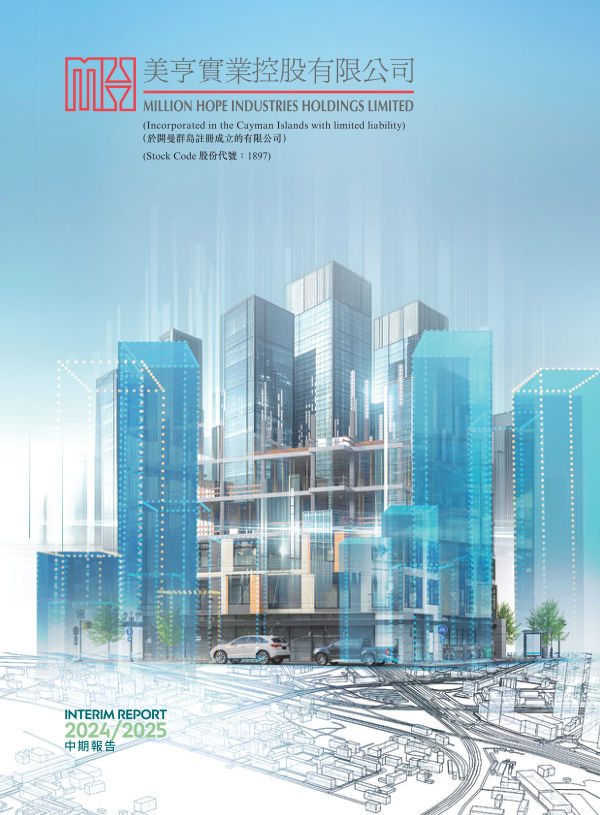 美亨實業控股有限公司
MILLION HOPE INDUSTRIES HOLDINGS LIMITED
(Incorporated in the Cayman Islands with limited liability)
(於開曼群島註冊成立的有限公司)
(Stock Code 股份代號：1897)
INTERIM REPORT
2024/2025
中期報告